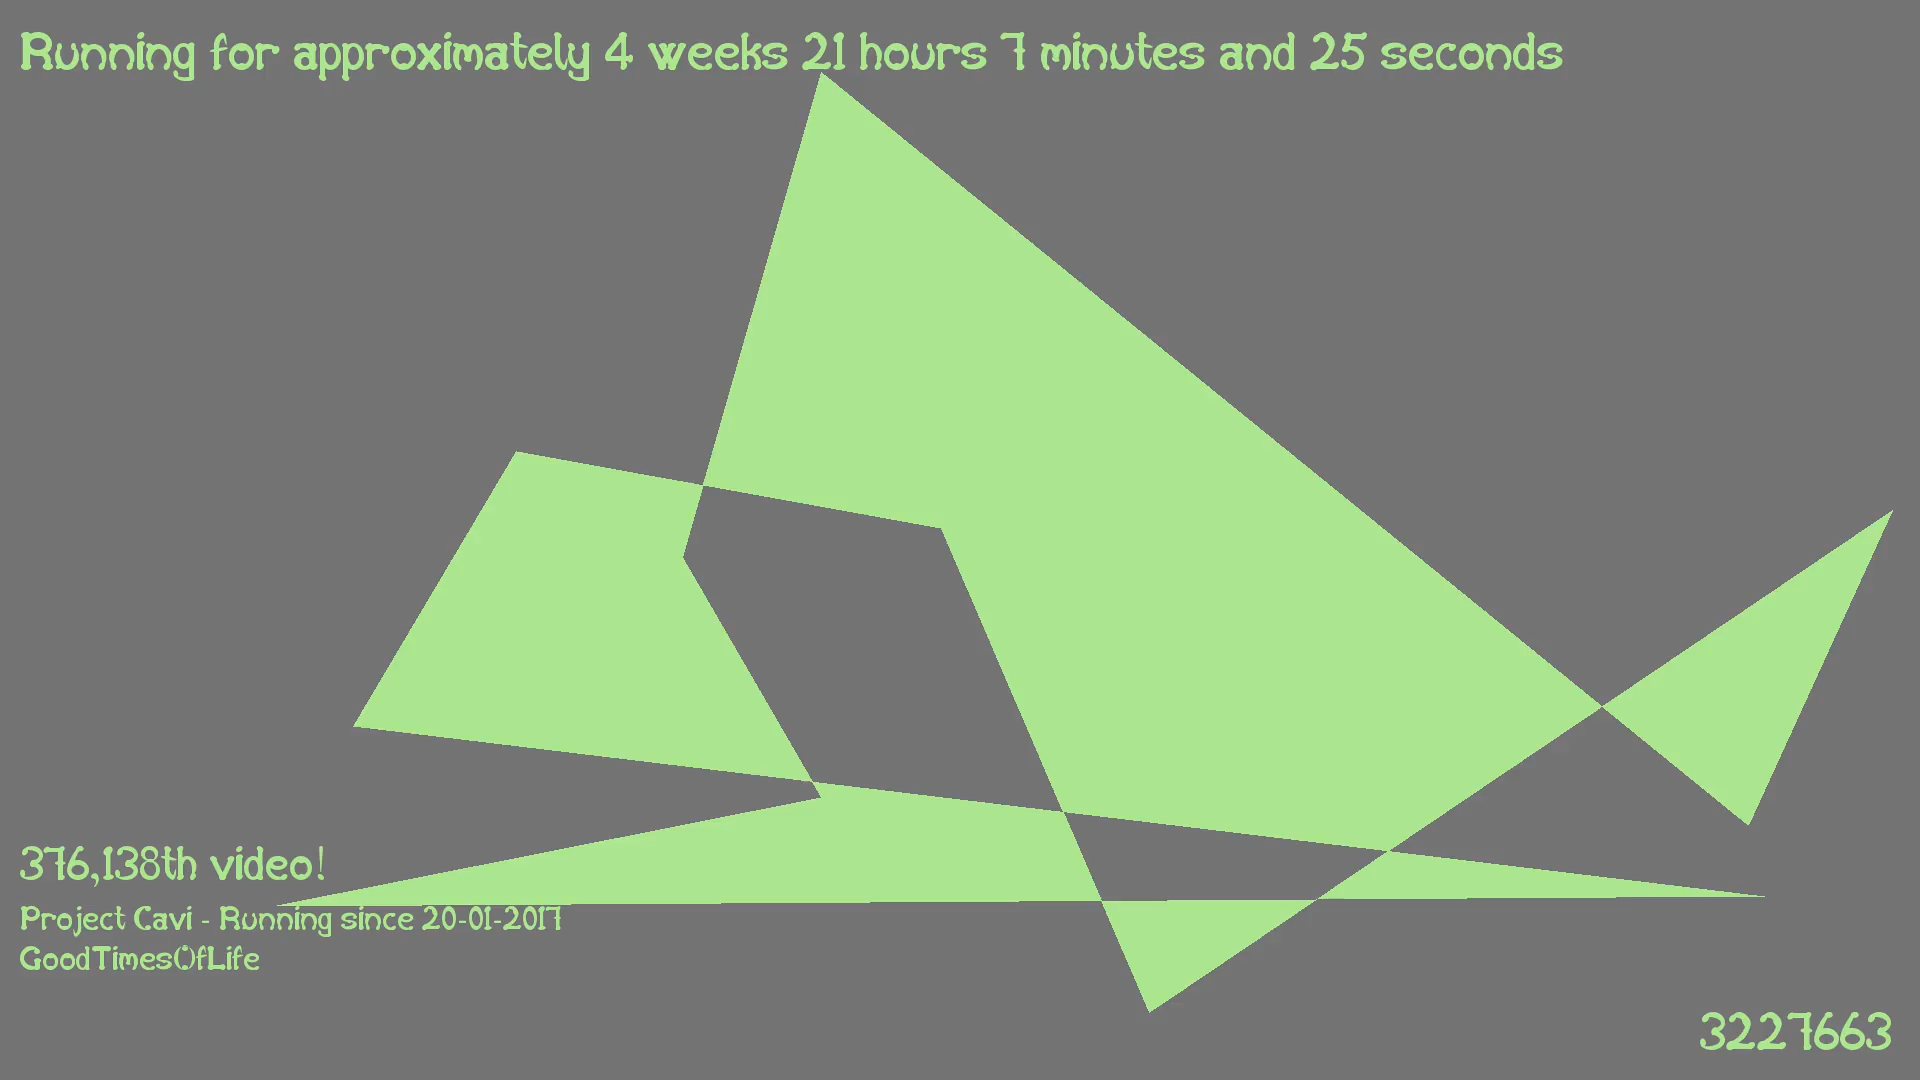 Running for approximately 4 weeks 21 hours 7 minutes and 25 seconds
376,138th video!
Project Cavi - Running since 20-01-2017
GoodTimesOfLife
3227663